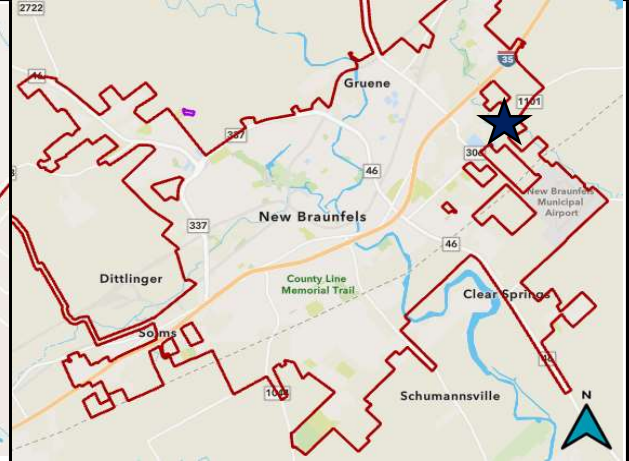 2722
46
35
Gruene
1101
337
306
46
New Braunfels
Municipal
Airport
New Braunfels
337
46
Dittlinger
County Line
Memorial Trail
Clear Springs
Solms
46
1044
Schumannsville
N